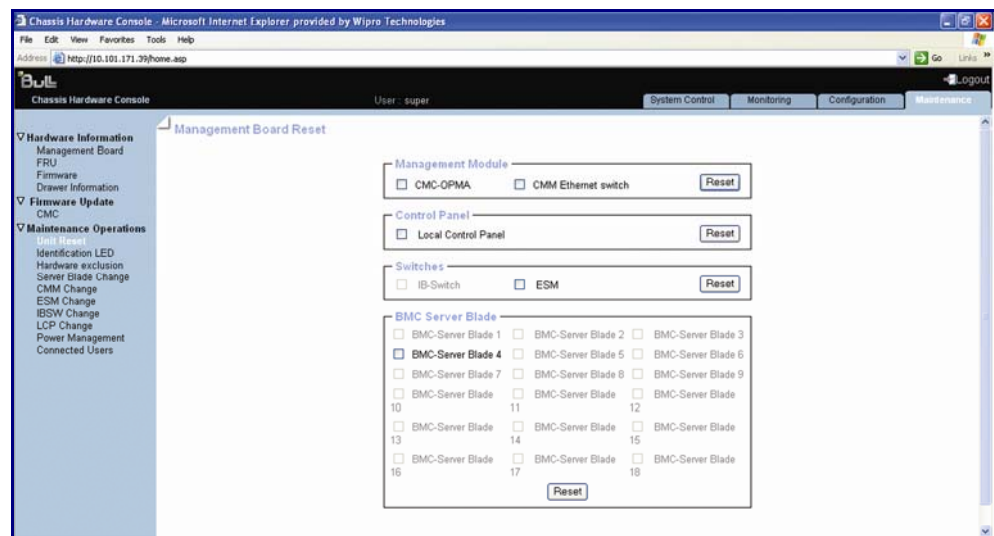 Chassis Hardware Console - Microsoft Internet Explorer provided by Wipro Technologies
File Edit View Favorites Tools Help
Address http://10.101.171.39/home.asp Go Links »
Bull Logout
Chassis Hardware Console User : super System Control Monitoring Configuration Maintenance
Management Board Reset
Hardware Information
Management Board
FRU
Firmware
Drawer Information
Firmware Update
CMC
Maintenance Operations
Unit Reset
Identification LED
Hardware exclusion
Server Blade Change
CMM Change
ESM Change
IBSW Change
LCP Change
Power Management
Connected Users
Management Module
CMC-OPMA CMM Ethernet switch Reset
Control Panel
Local Control Panel Reset
Switches
IB-Switch ESM Reset
BMC Server Blade
BMC-Server Blade 1 BMC-Server Blade 2 BMC-Server Blade 3
BMC-Server Blade 4 BMC-Server Blade 5 BMC-Server Blade 6
BMC-Server Blade 7 BMC-Server Blade 8 BMC-Server Blade 9
BMC-Server Blade BMC-Server Blade BMC-Server Blade
10 11 12
BMC-Server Blade BMC-Server Blade BMC-Server Blade
13 14 15
BMC-Server Blade BMC-Server Blade BMC-Server Blade
16 17 18
Reset